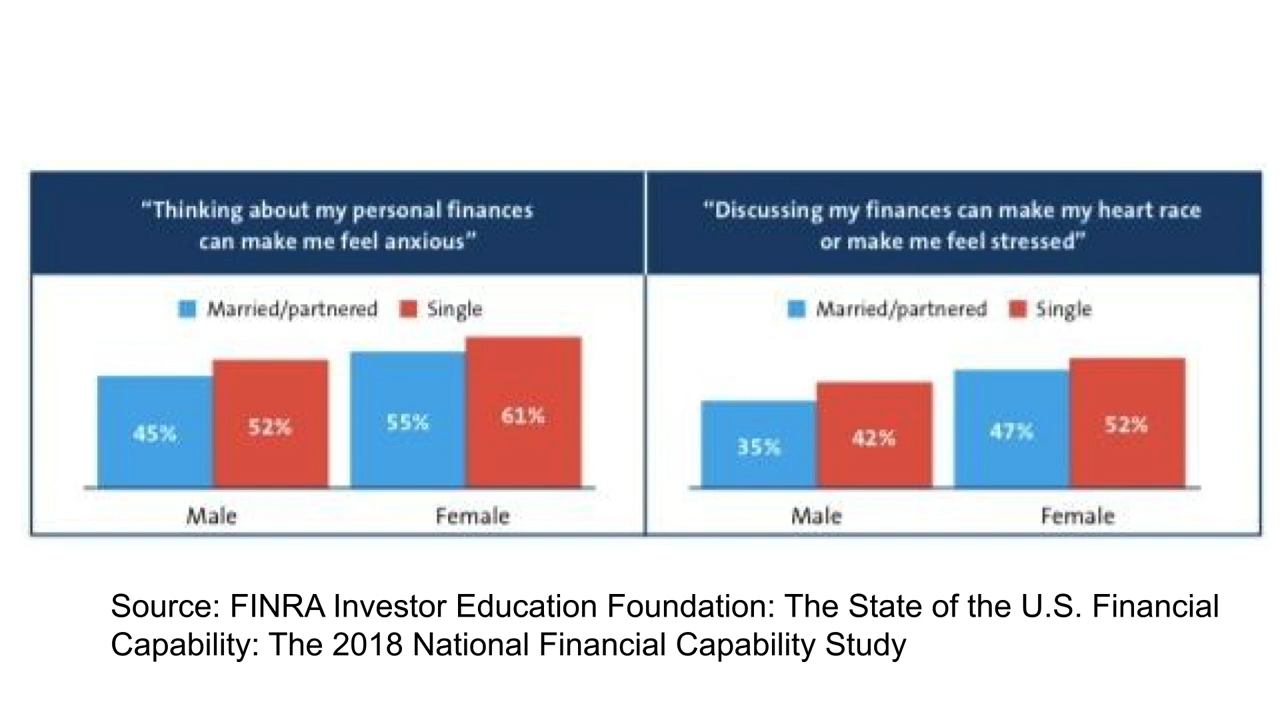 “Thinking about my personal finances
can make me feel anxious”
Married/partnered Single
45% 52% 55% 61%
Male Female
“Discussing my finances can make my heart race
or make me feel stressed”
Married/partnered Single
35% 42% 47% 52%
Male Female
Source: FINRA Investor Education Foundation: The State of the U.S. Financial
Capability: The 2018 National Financial Capability Study